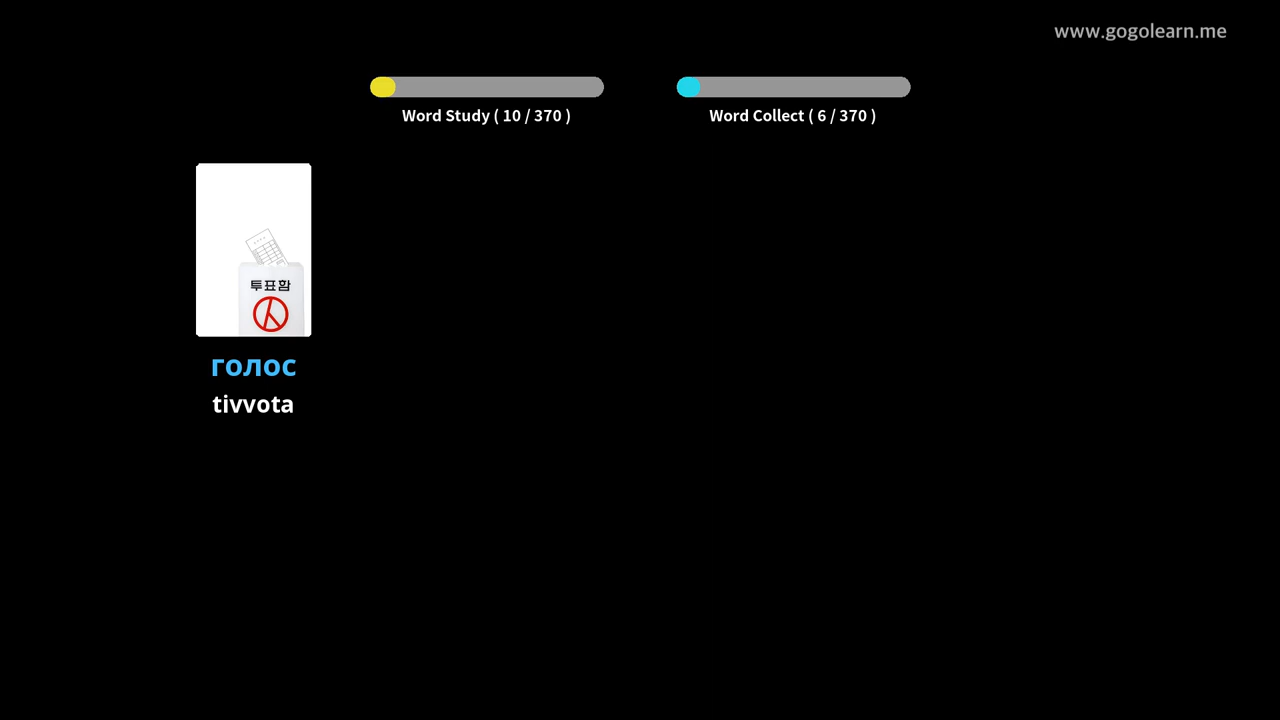 www.gogolearn.me
Word Study ( 10 / 370 )
Word Collect ( 6 / 370 )
투표함
голос
tivvota